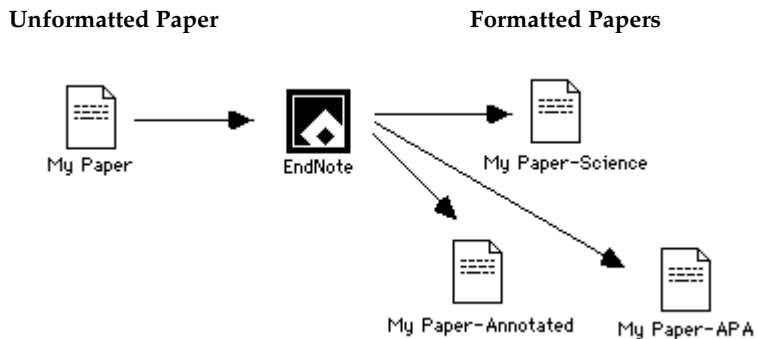 Unformatted Paper
Formatted Papers
My Paper
EndNote
My Paper-Science
My Paper-Annotated
My Paper-APA